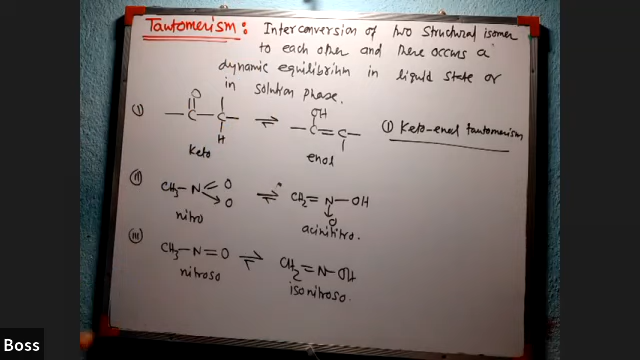 Tautomerism : Interconversion of two structural isomer
to each other and there occurs a
dynamic equilibrium in liquid state or
in solution phase.
(i) O
— C — C — ⇌ — C = C —
OH
H
keto
enol
① Keto-enol tautomerism
(ii) CH3 — N O O ⇌ CH2 = N — OH
O
nitro
acinitro.
(iii) CH3 — N = O ⇌ CH2 = N — OH
nitroso
isonitroso.
Boss